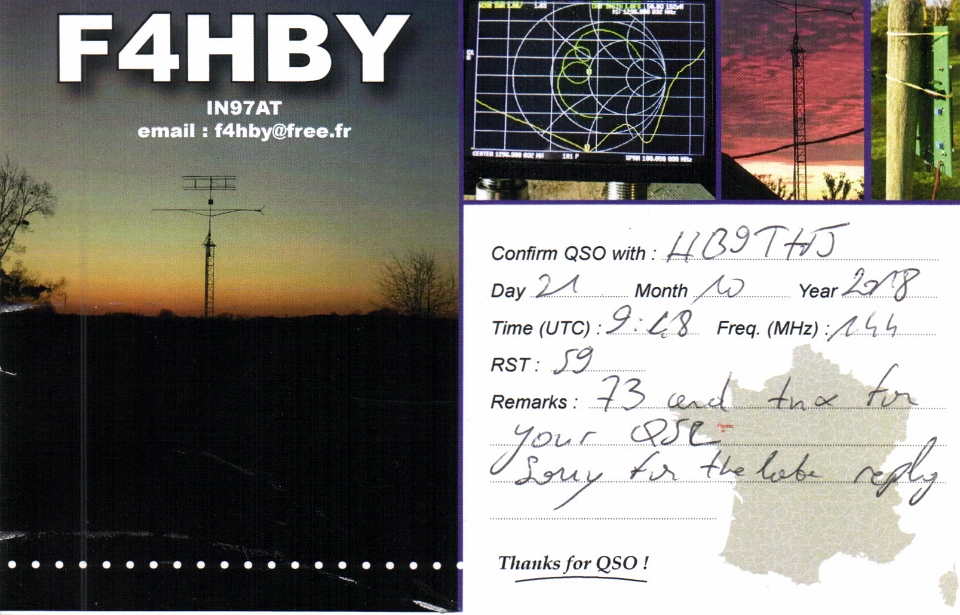 F4HBY
IN97AT
email : f4hby@free.fr
Confirm QSO with : HB9THJ
Day 21 Month 10 Year 2018
Time (UTC) : 9:18 Freq. (MHz) : 144
RST : 59
Remarks : 73 and tnx for
your QSL
Sorry for the late reply
Thanks for QSO !